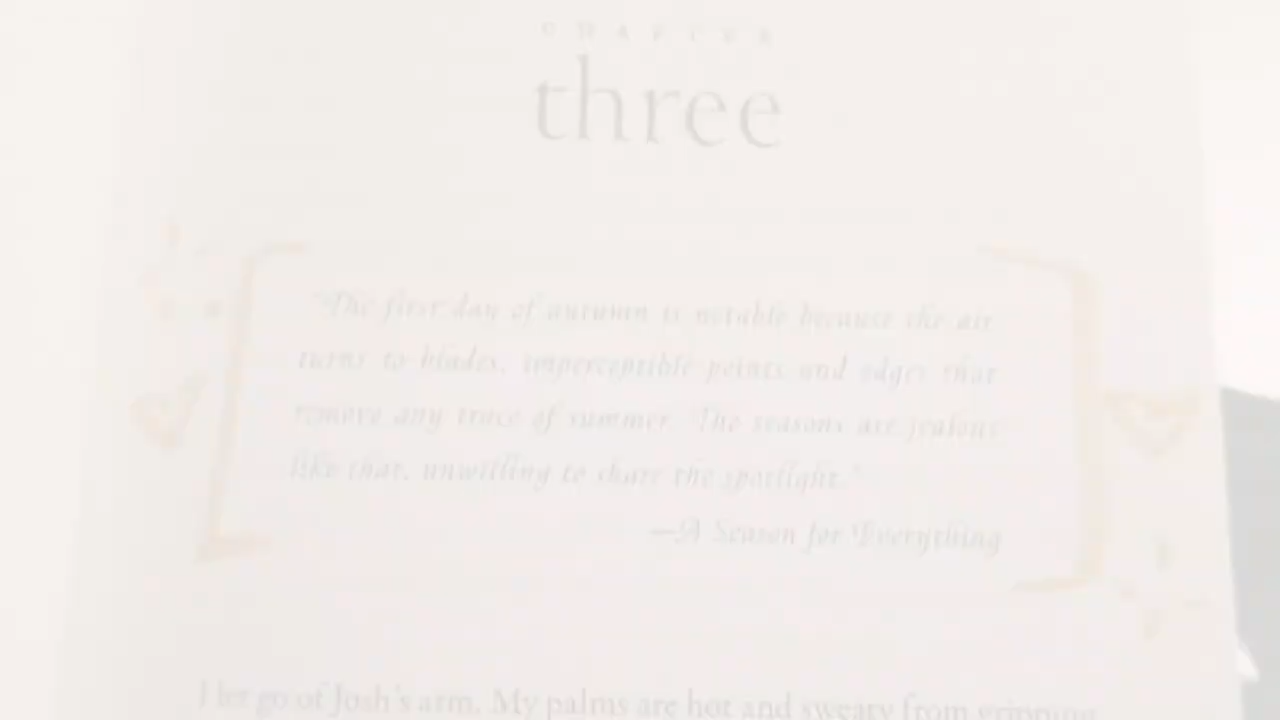 CHAPTER
three
"The first day of autumn is notable because the air
turns to blades, imperceptible points and edges that
remove any trace of summer. The seasons are jealous
like that, unwilling to share the spotlight."
—A Season for Everything
I let go of Josh's arm. My palms are hot and sweaty from gripping